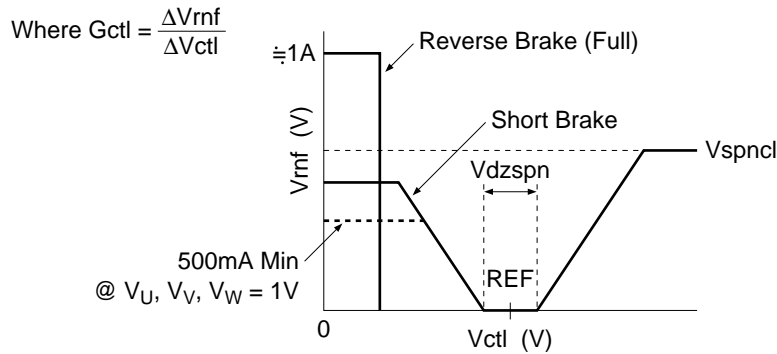 Where Gctl = ΔVrnf / ΔVctl
≒1A
Reverse Brake (Full)
Short Brake
Vrnf (V)
Vspncl
Vdzspn
500mA Min
@ VU, VV, VW = 1V
REF
0
Vctl (V)